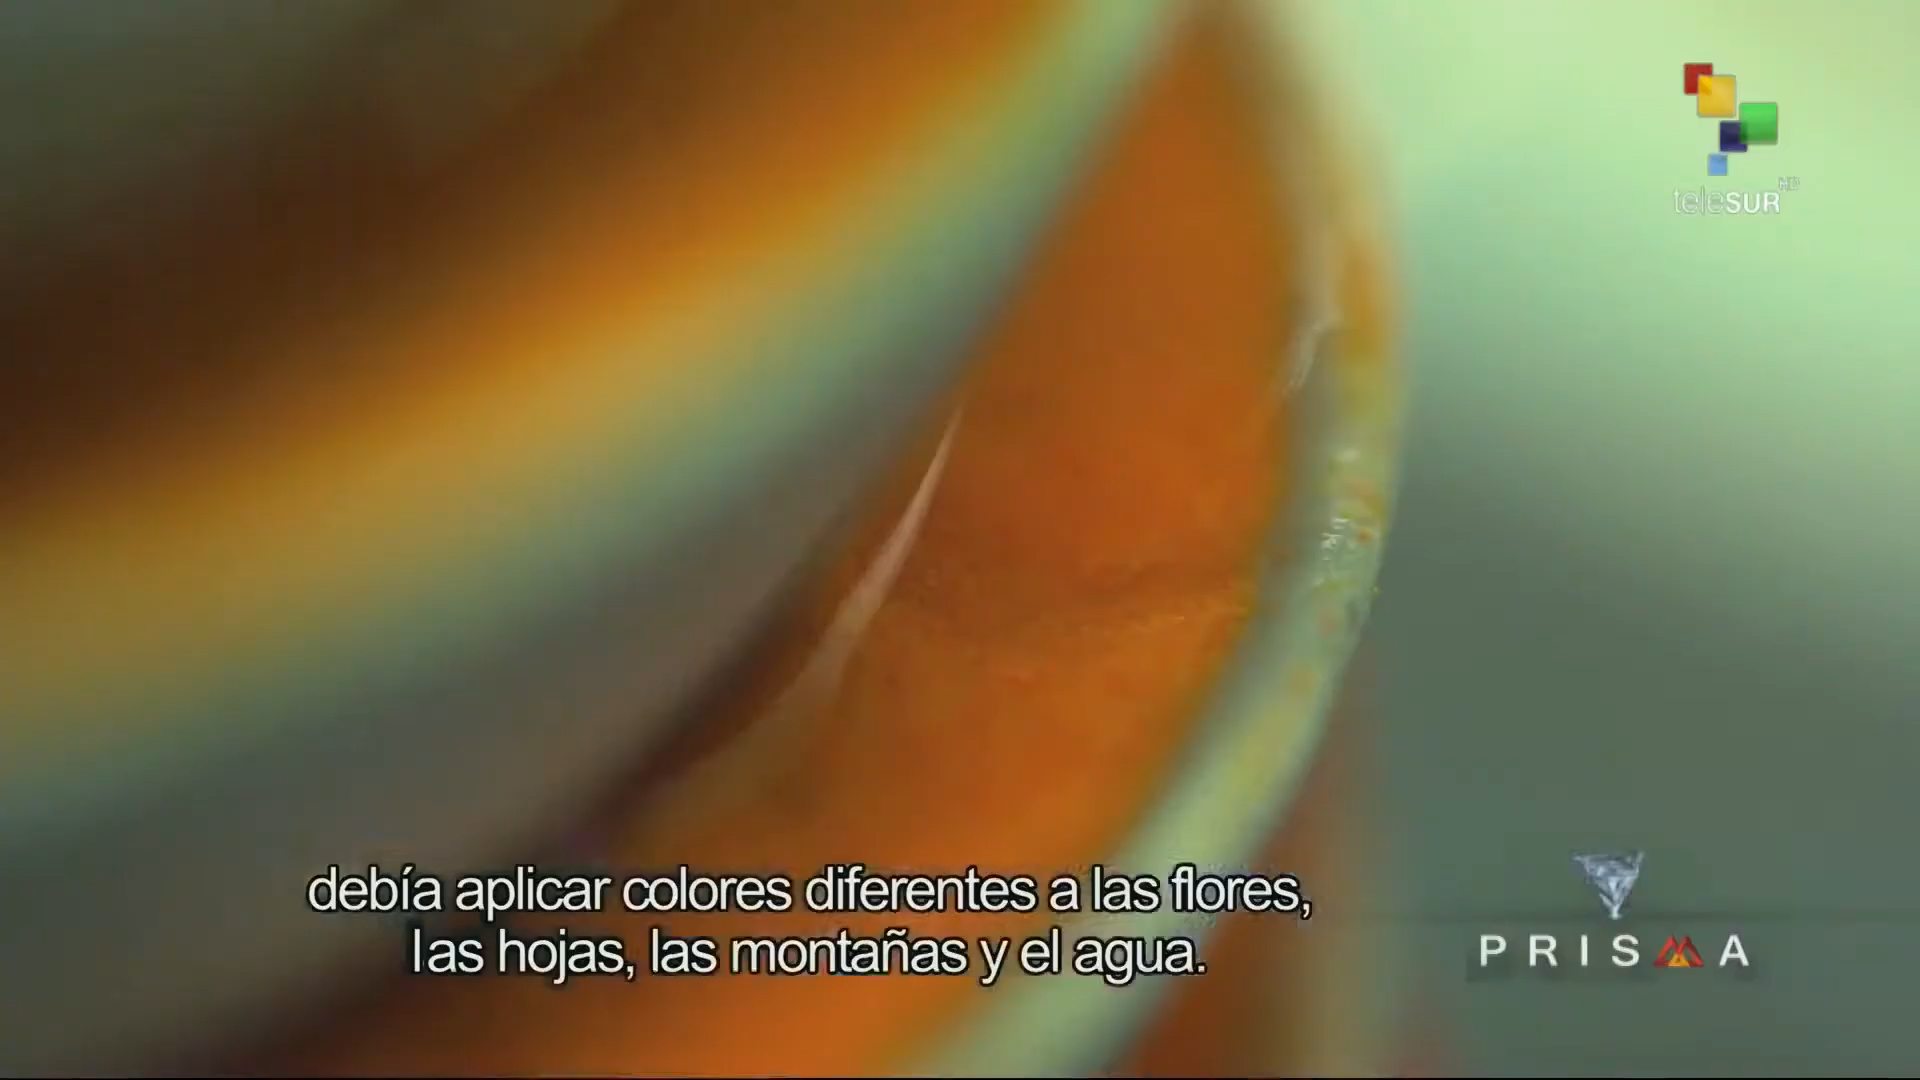 teleSUR HD
debía aplicar colores diferentes a las flores,
las hojas, las montañas y el agua.
PRISMA